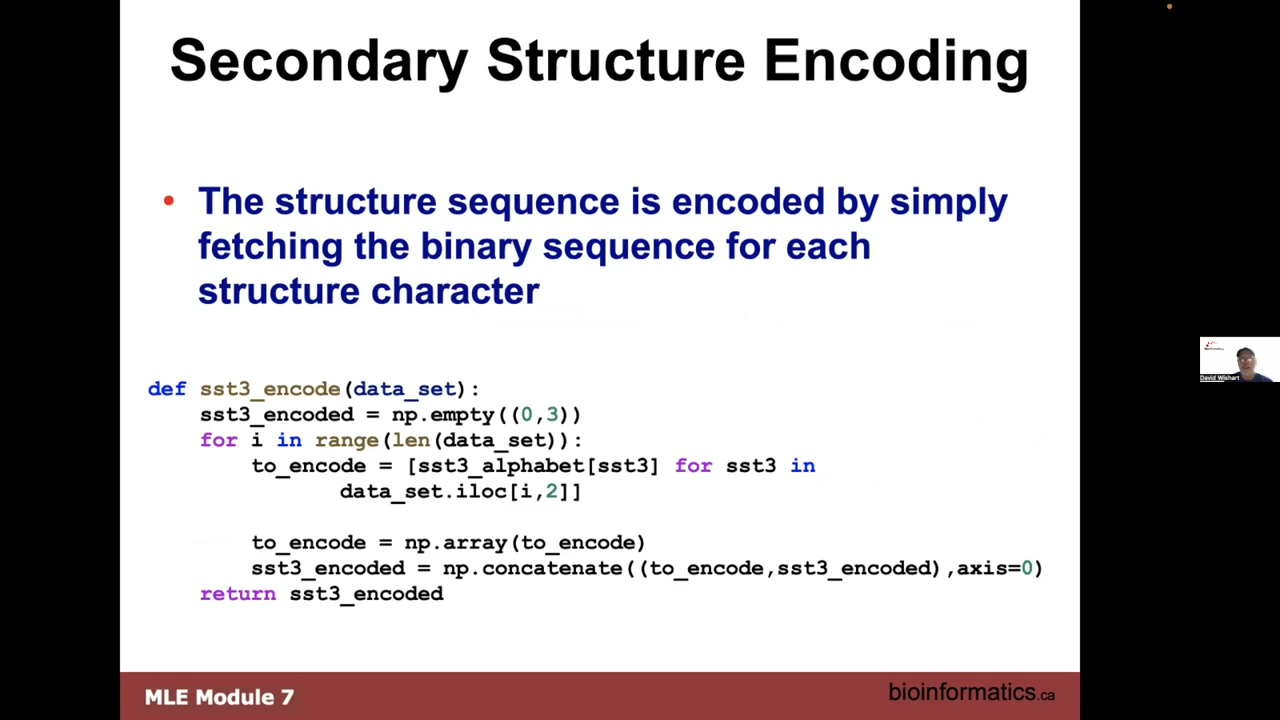 Secondary Structure Encoding
• The structure sequence is encoded by simply
fetching the binary sequence for each
structure character
def sst3_encode(data_set):
    sst3_encoded = np.empty((0,3))
    for i in range(len(data_set)):
        to_encode = [sst3_alphabet[sst3] for sst3 in
               data_set.iloc[i,2]]
        to_encode = np.array(to_encode)
        sst3_encoded = np.concatenate((to_encode,sst3_encoded),axis=0)
    return sst3_encoded
David Wishart
MLE Module 7
bioinformatics.ca